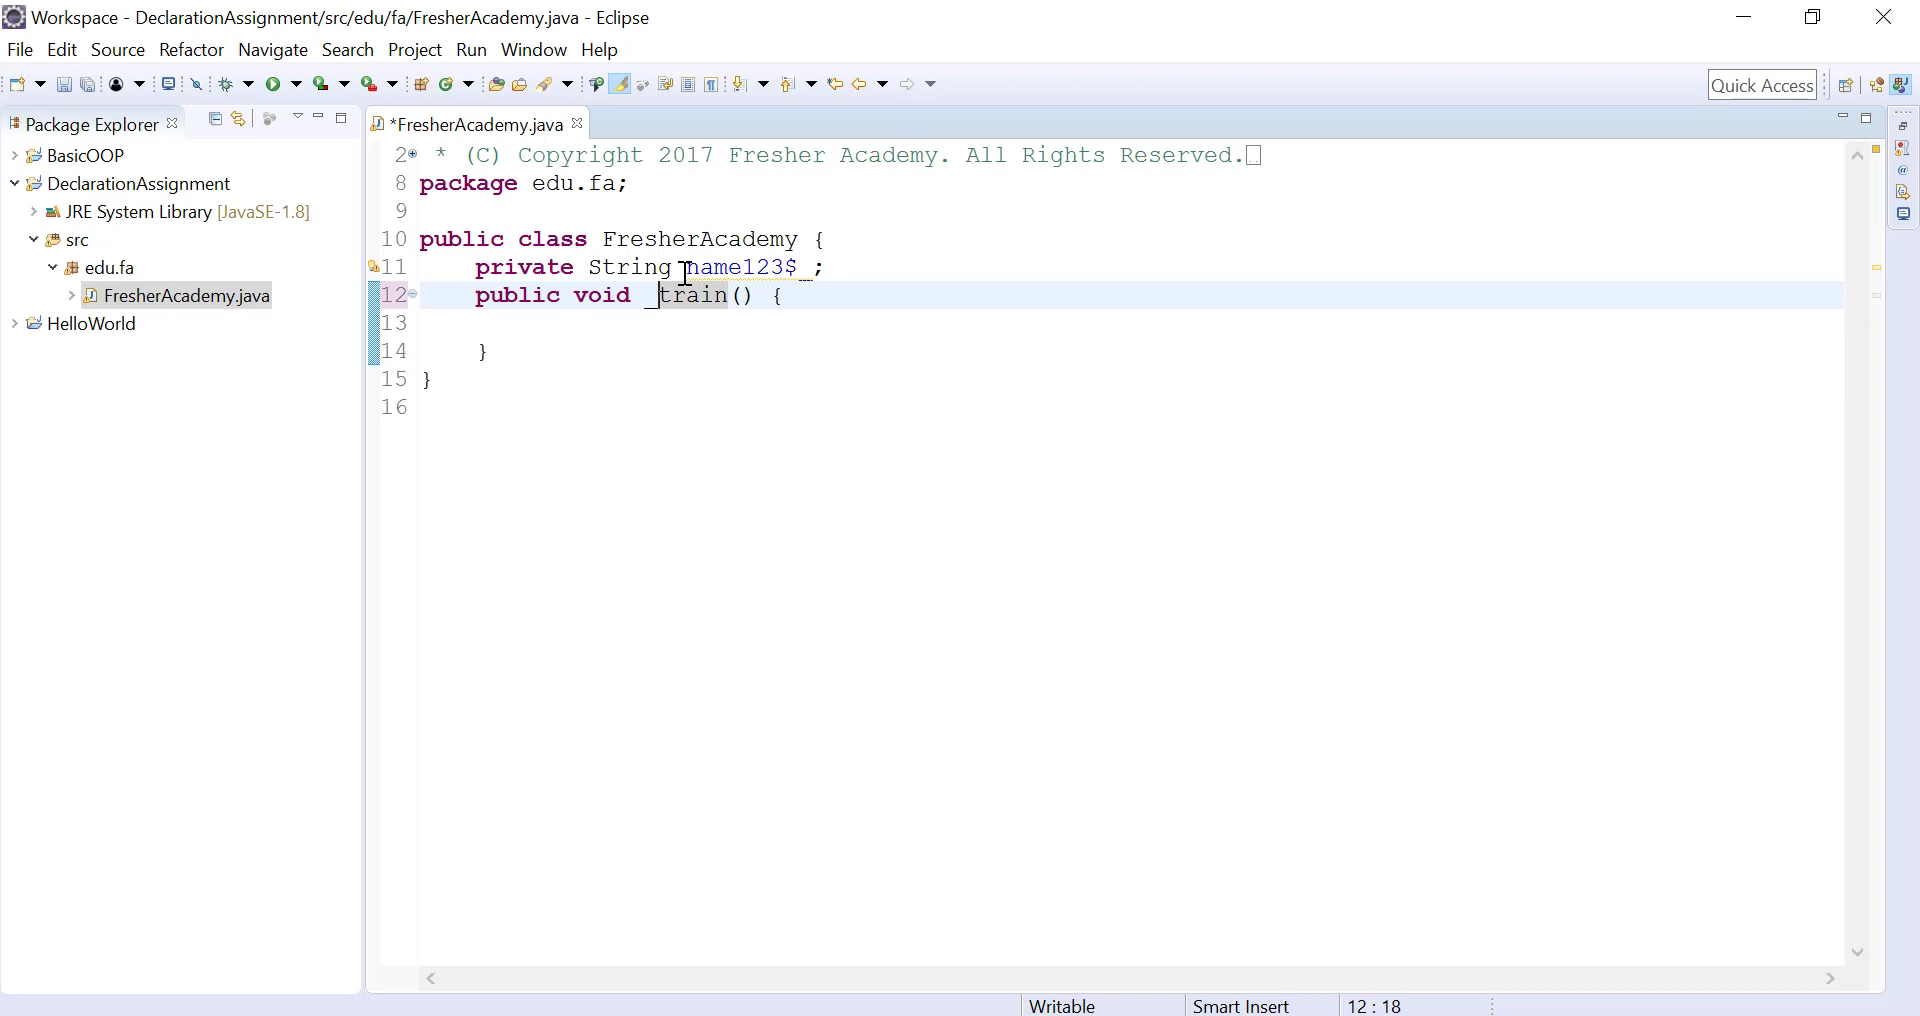 Workspace - DeclarationAssignment/src/edu/fa/FresherAcademy.java - Eclipse
File Edit Source Refactor Navigate Search Project Run Window Help
Quick Access
Package Explorer
*FresherAcademy.java
BasicOOP
DeclarationAssignment
JRE System Library [JavaSE-1.8]
src
edu.fa
FresherAcademy.java
HelloWorld
2 * (C) Copyright 2017 Fresher Academy. All Rights Reserved.
8 package edu.fa;
9
10 public class FresherAcademy {
11 private String name123$_;
12 public void _train() {
13
14 }
15 }
16
Writable Smart Insert 12 : 18